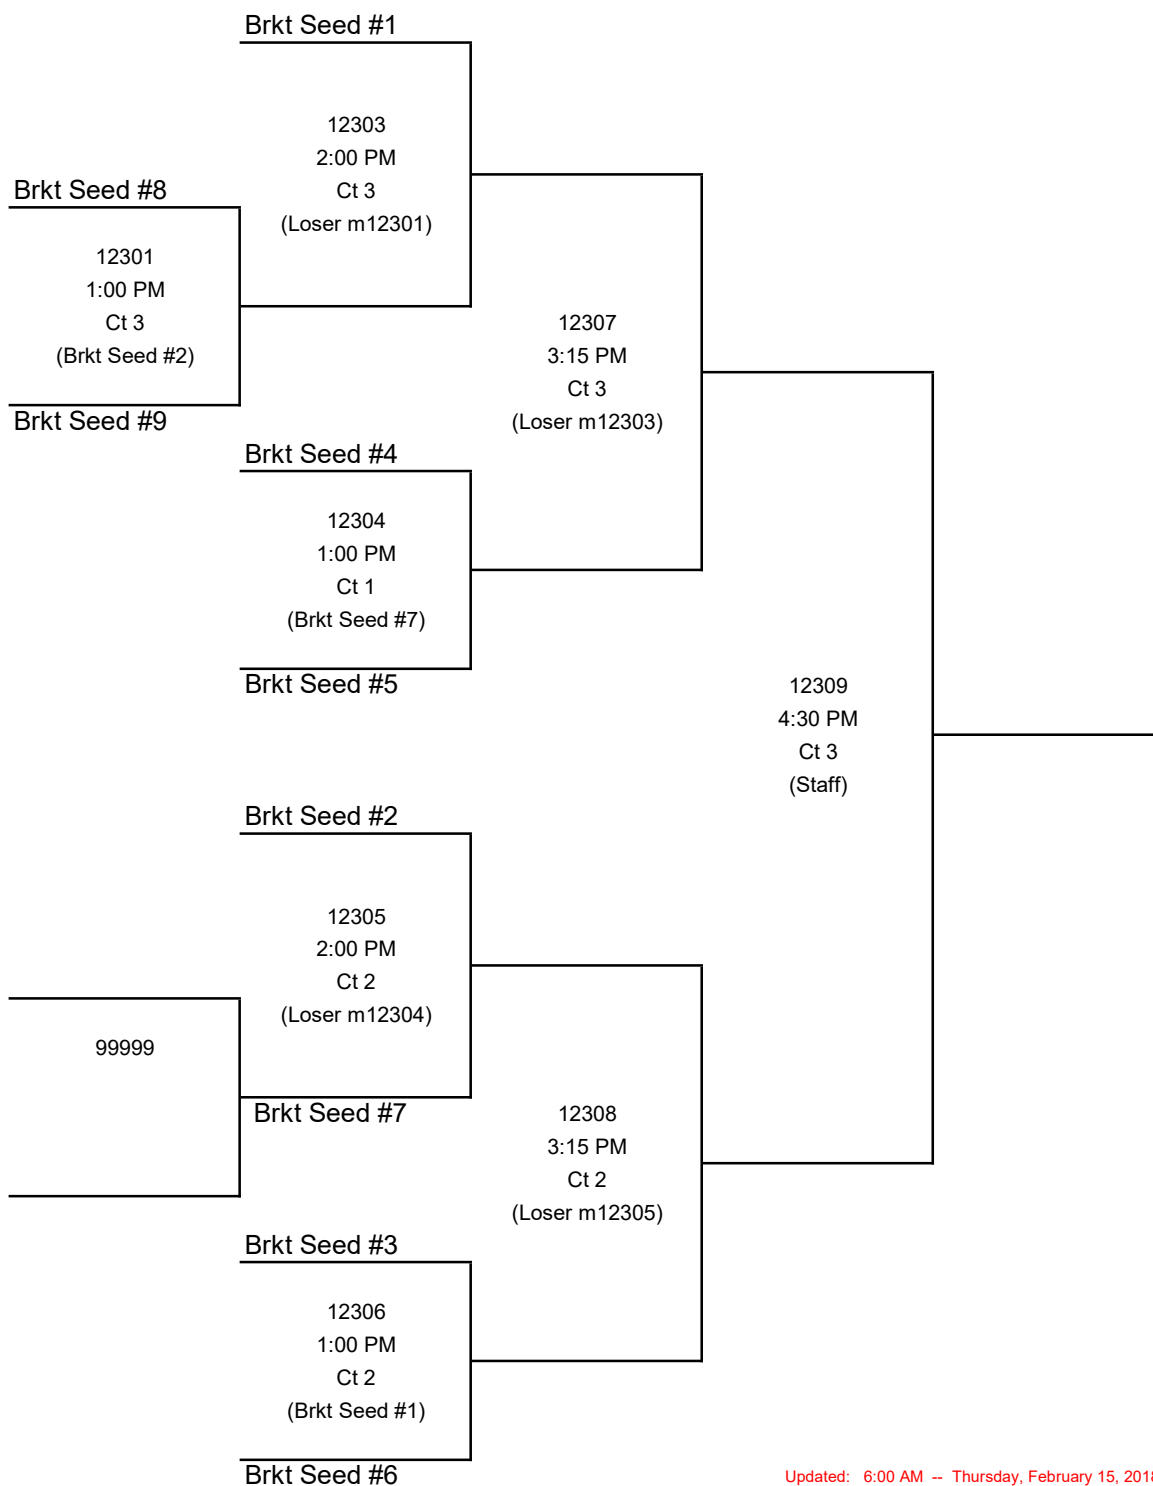 Brkt Seed #1
12303
2:00 PM
Ct 3
(Loser m12301)
Brkt Seed #8
12301
1:00 PM
Ct 3
(Brkt Seed #2)
Brkt Seed #9
12307
3:15 PM
Ct 3
(Loser m12303)
Brkt Seed #4
12304
1:00 PM
Ct 1
(Brkt Seed #7)
Brkt Seed #5
12309
4:30 PM
Ct 3
(Staff)
Brkt Seed #2
12305
2:00 PM
Ct 2
(Loser m12304)
99999
Brkt Seed #7
12308
3:15 PM
Ct 2
(Loser m12305)
Brkt Seed #3
12306
1:00 PM
Ct 2
(Brkt Seed #1)
Brkt Seed #6
Updated: 6:00 AM -- Thursday, February 15, 2018